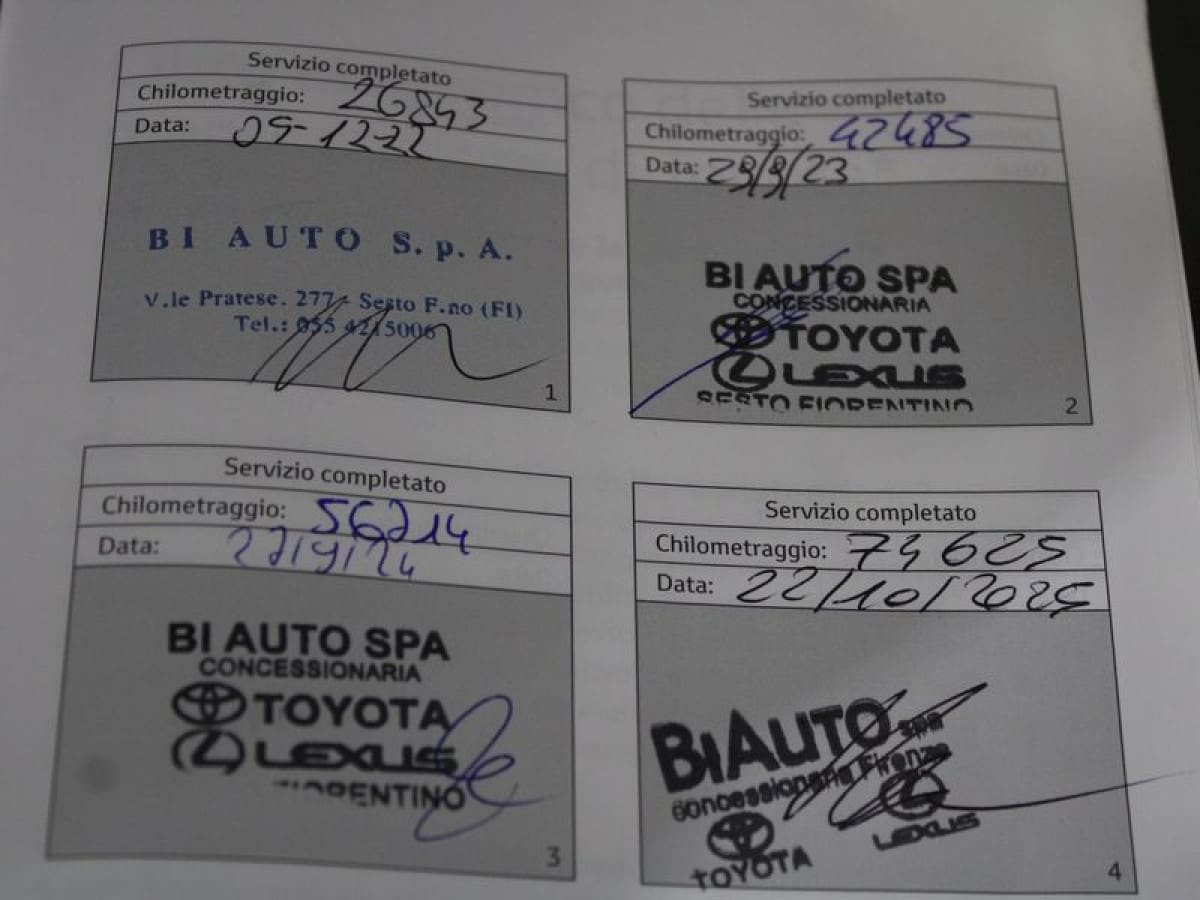 Servizio completato
Chilometraggio: 26843
Data: 05-12-22
BI AUTO S.p.A.
V.le Pratese. 277 - Sesto F.no (FI)
Tel.: 055 4215006
1
Servizio completato
Chilometraggio: 42485
Data: 29/9/23
BI AUTO SPA
CONCESSIONARIA
TOYOTA
LEXUS
SESTO FIORENTINO
2
Servizio completato
Chilometraggio: 56214
Data: 27/9/24
BI AUTO SPA
CONCESSIONARIA
TOYOTA
LEXUS
FIORENTINO
3
Servizio completato
Chilometraggio: 74625
Data: 22/10/2025
BIAUTO spa
Concessionaria Firenze
TOYOTA LEXUS
4